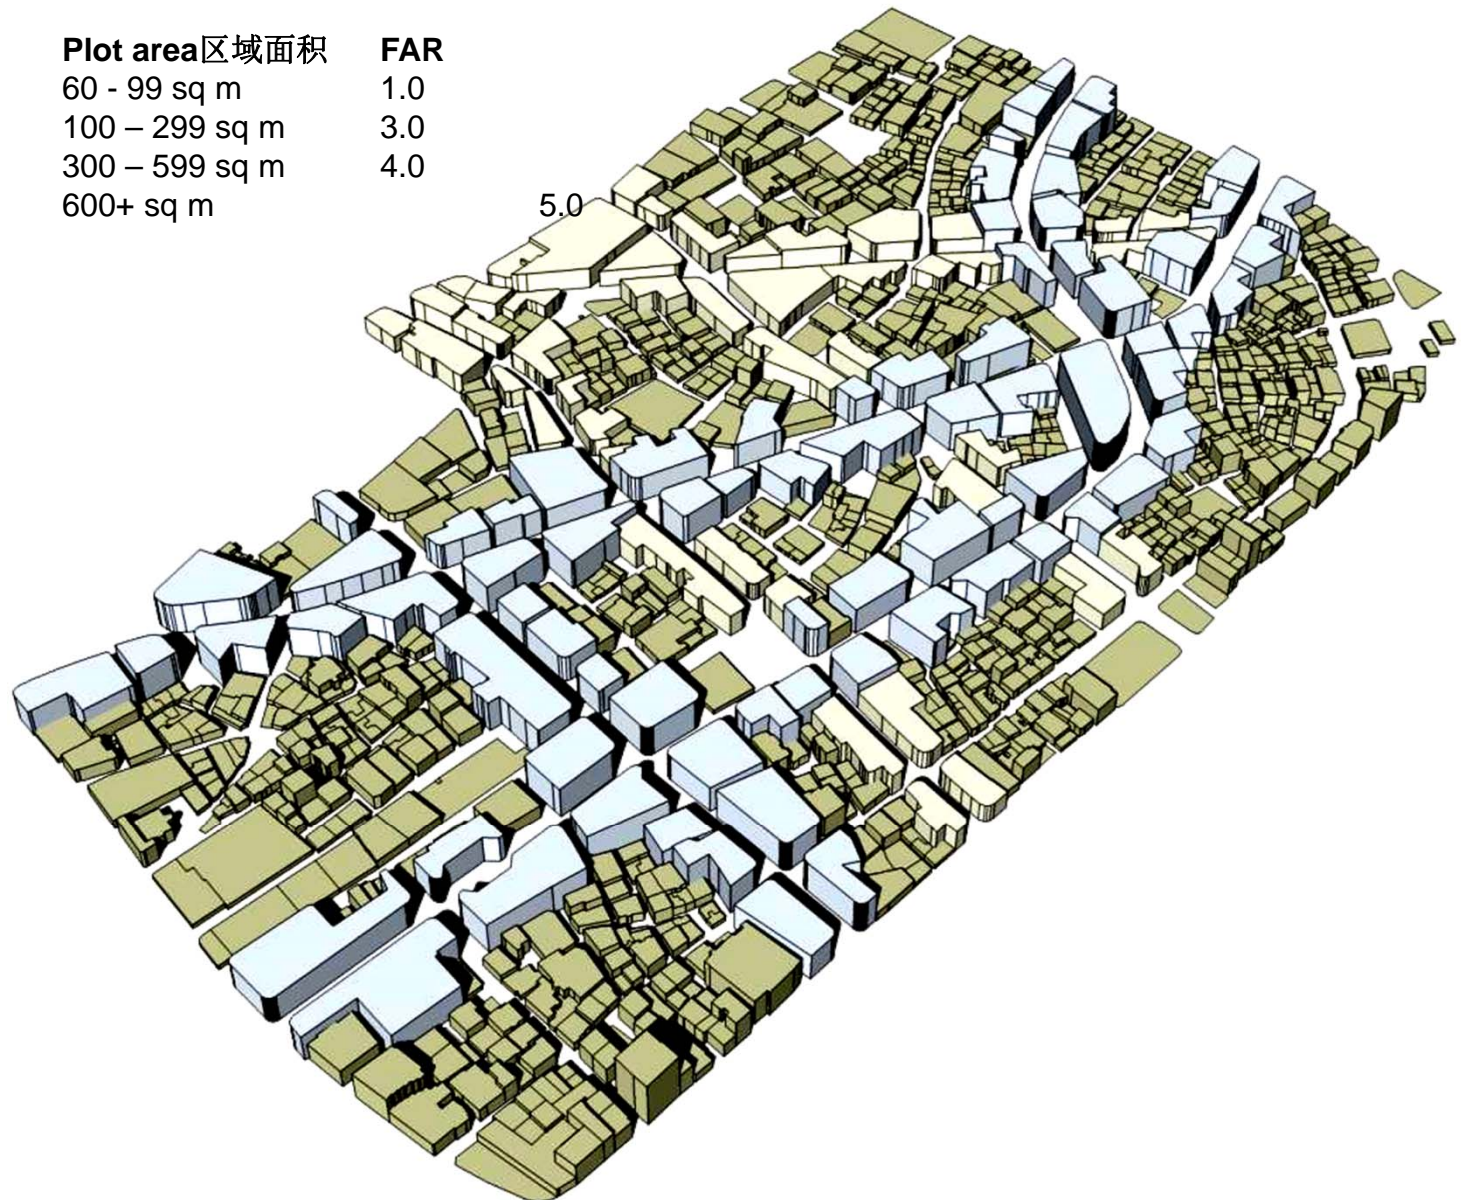 Plot area区域面积 FAR
60 - 99 sq m 1.0
100 – 299 sq m 3.0
300 – 599 sq m 4.0
600+ sq m 5.0